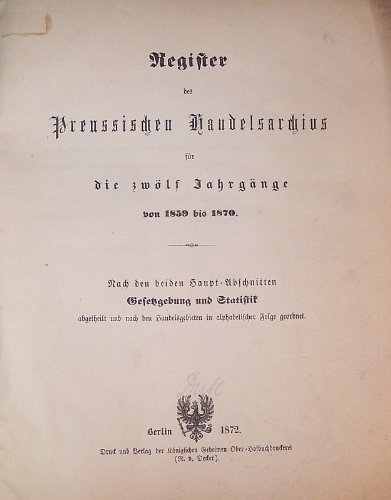 Register
des
Preussischen Handelsarchivs
für
die zwölf Jahrgänge
von 1859 bis 1870.
Nach den beiden Haupt-Abschnitten
Gesetzgebung und Statistik
abgetheilt und nach den Handelsgebieten in alphabetischer Folge geordnet.
Berlin 1872.
Druck und Verlag der Königlichen Geheimen Ober-Hofbuchdruckerei
(R. v. Decker).